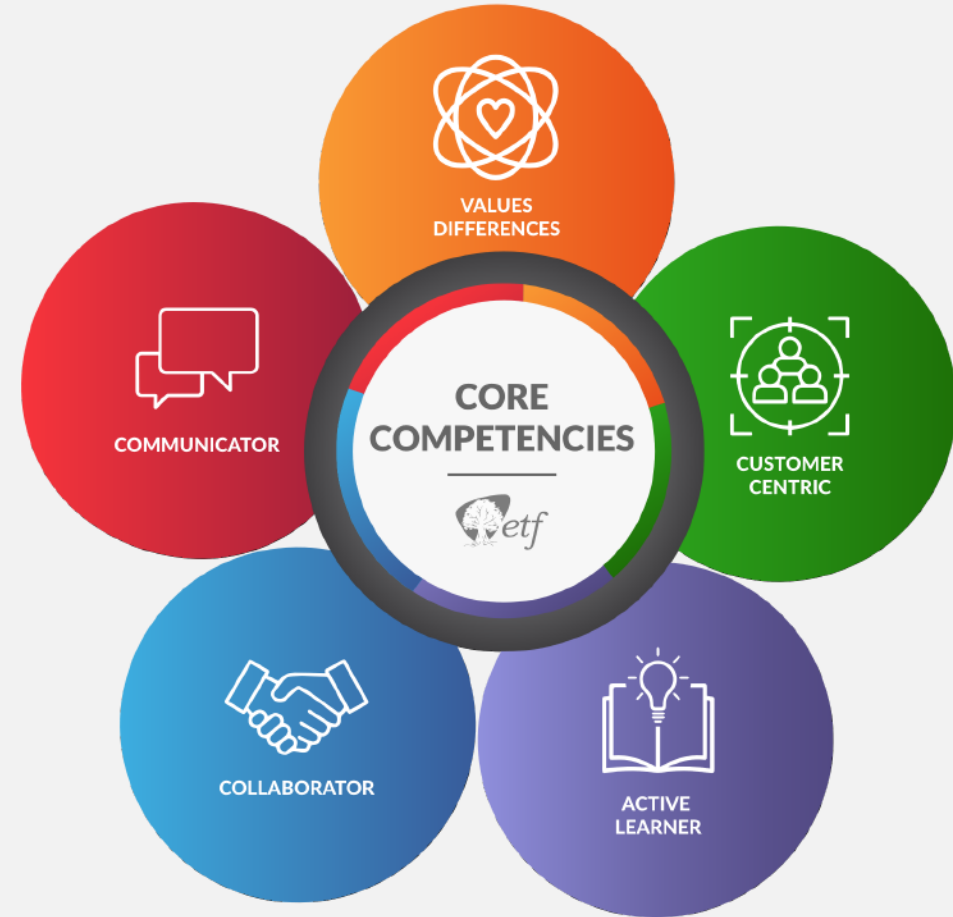 VALUES
DIFFERENCES
COMMUNICATOR
CORE
COMPETENCIES
etf
CUSTOMER
CENTRIC
COLLABORATOR
ACTIVE
LEARNER